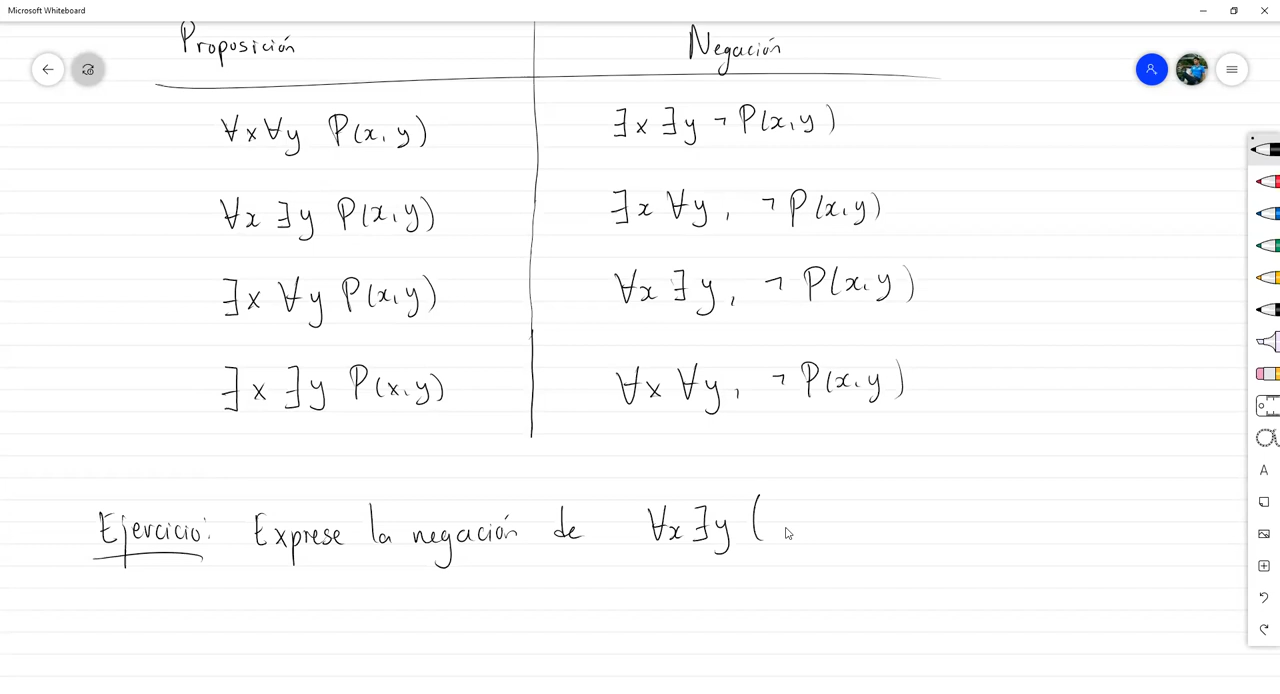 Microsoft Whiteboard
Proposición Negación
∀x∀y P(x,y) ∃x ∃y ¬P(x,y)
∀x ∃y P(x,y) ∃x ∀y, ¬P(x,y)
∃x ∀y P(x,y) ∀x ∃y, ¬P(x,y)
∃x ∃y P(x,y) ∀x ∀y, ¬P(x,y)
Ejercicio: Exprese la negación de ∀x∃y (